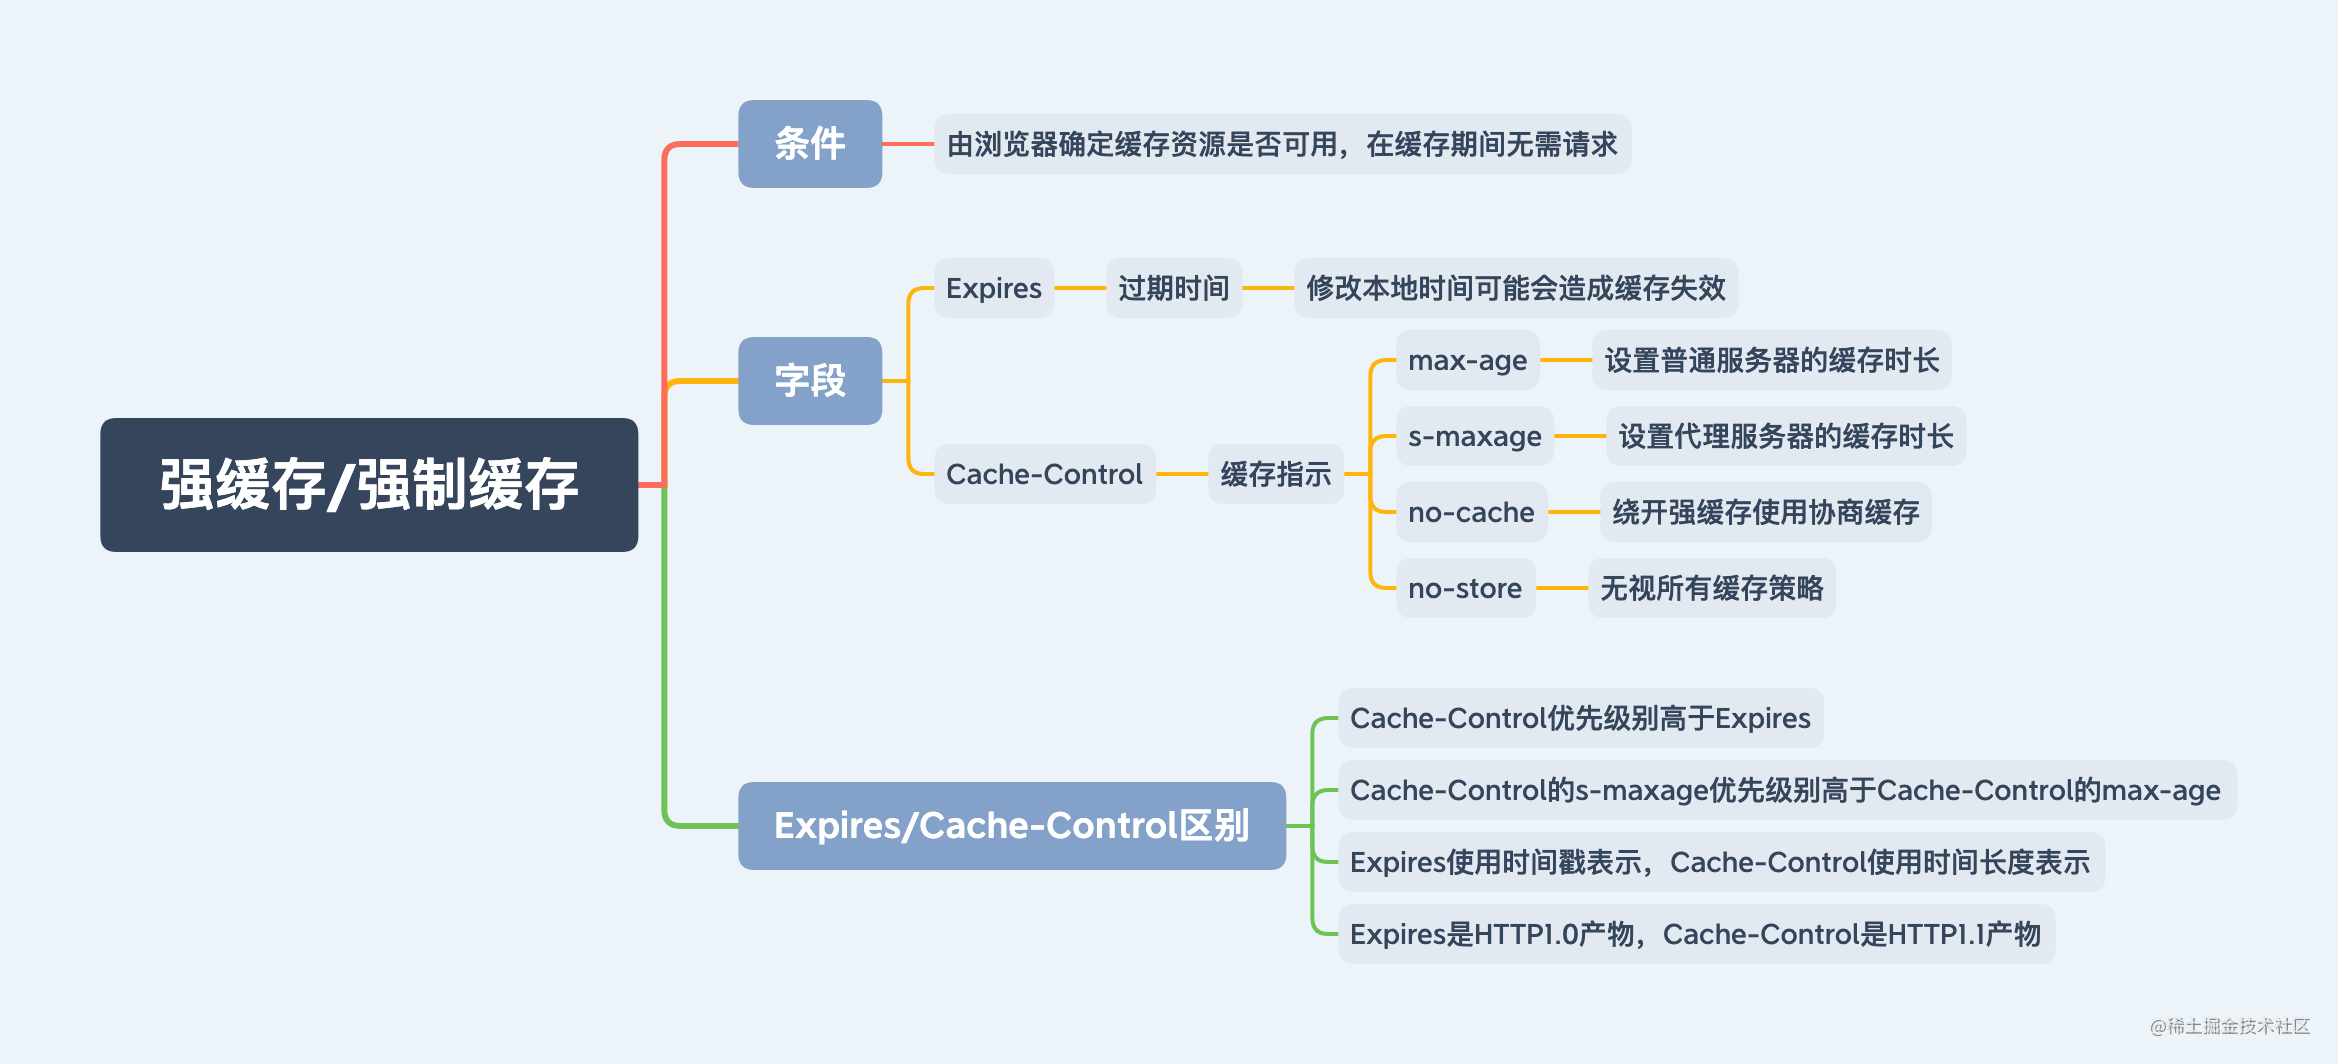 条件
由浏览器确定缓存资源是否可用，在缓存期间无需请求
Expires
过期时间
修改本地时间可能会造成缓存失效
字段
max-age
设置普通服务器的缓存时长
s-maxage
设置代理服务器的缓存时长
强缓存/强制缓存
Cache-Control
缓存指示
no-cache
绕开强缓存使用协商缓存
no-store
无视所有缓存策略
Expires/Cache-Control区别
Cache-Control优先级别高于Expires
Cache-Control的s-maxage优先级别高于Cache-Control的max-age
Expires使用时间戳表示，Cache-Control使用时间长度表示
Expires是HTTP1.0产物，Cache-Control是HTTP1.1产物
@稀土掘金技术社区